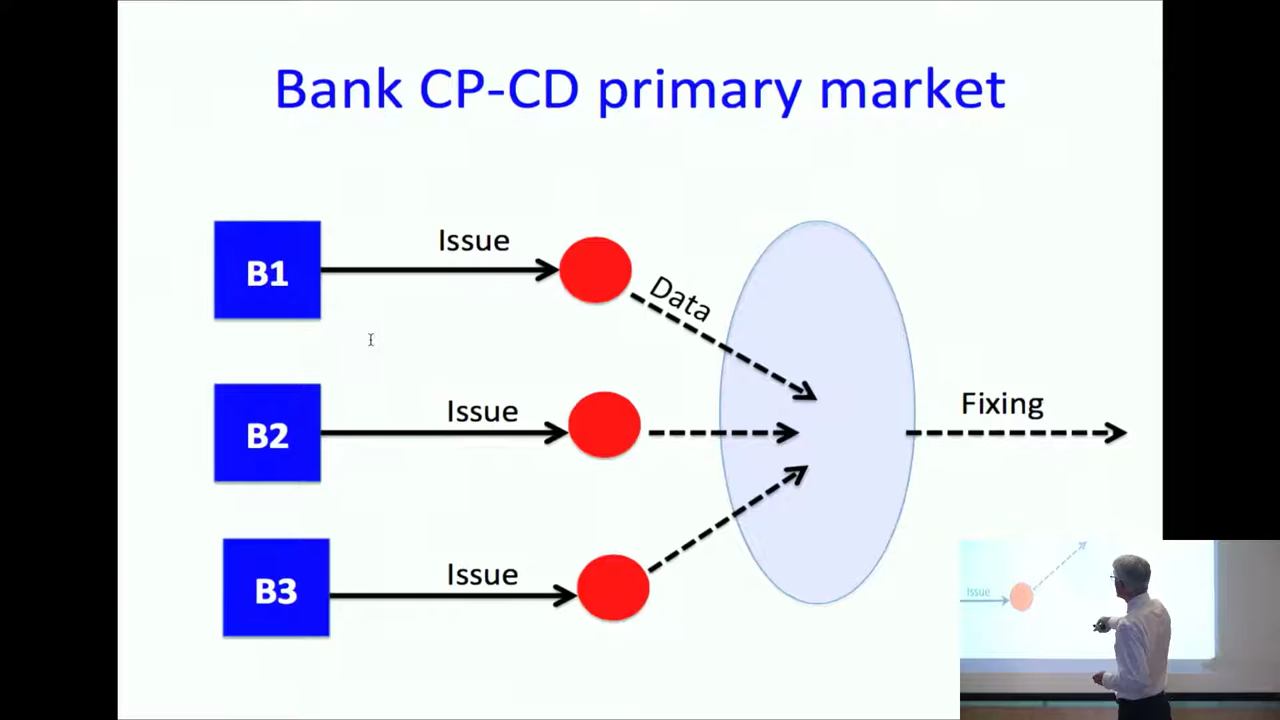 Bank CP-CD primary market
B1
Issue
Data
B2
Issue
Fixing
B3
Issue
Issue